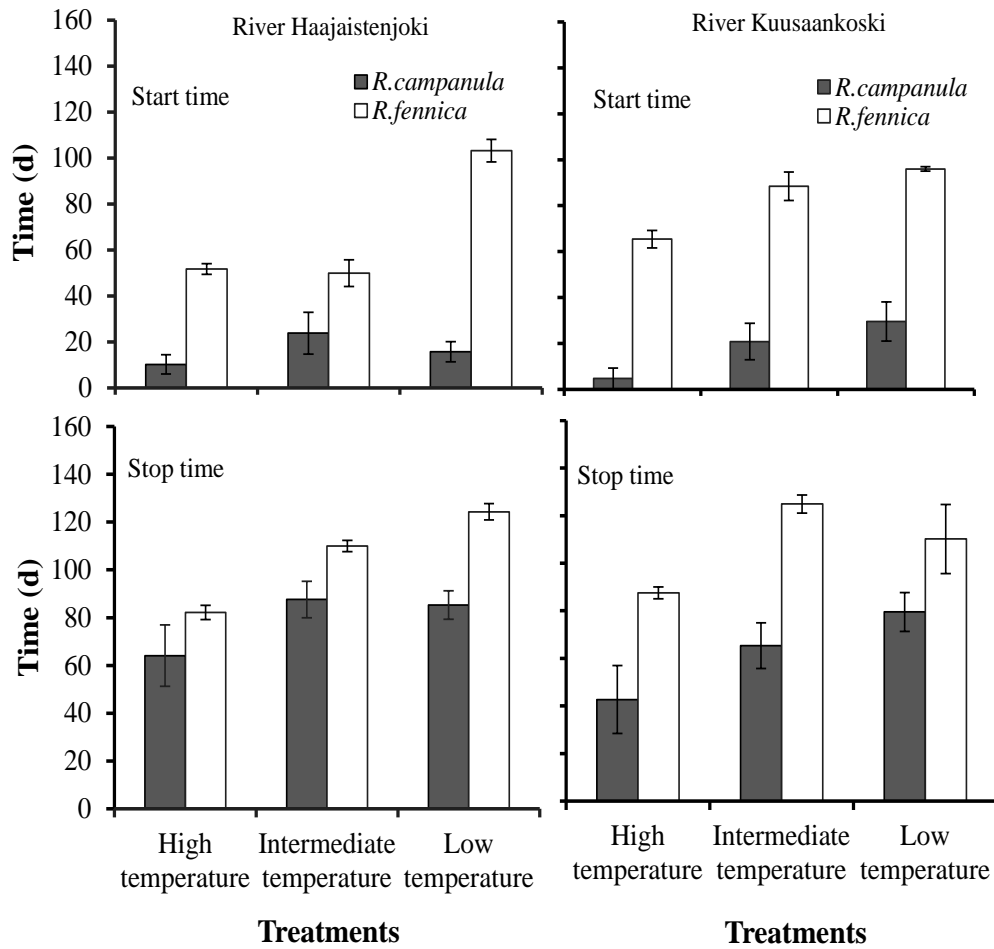 River Haajaistenjoki
River Kuusaankoski
160
140
120
100
80
60
40
20
0
Time (d)
Start time
R.campanula
R.fennica
Start time
R.campanula
R.fennica
160
140
120
100
80
60
40
20
0
Time (d)
Stop time
Stop time
High
temperature
Intermediate
temperature
Low
temperature
High
temperature
Intermediate
temperature
Low
temperature
Treatments
Treatments